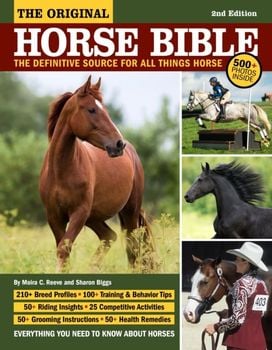 THE ORIGINAL
2nd Edition
HORSE BIBLE
THE DEFINITIVE SOURCE FOR ALL THINGS HORSE
500+
PHOTOS
INSIDE!
By Moira C. Reeve and Sharon Biggs
210+ Breed Profiles • 100+ Training & Behavior Tips
50+ Riding Insights • 25 Competitive Activities
50+ Grooming Instructions • 50+ Health Remedies
EVERYTHING YOU NEED TO KNOW ABOUT HORSES